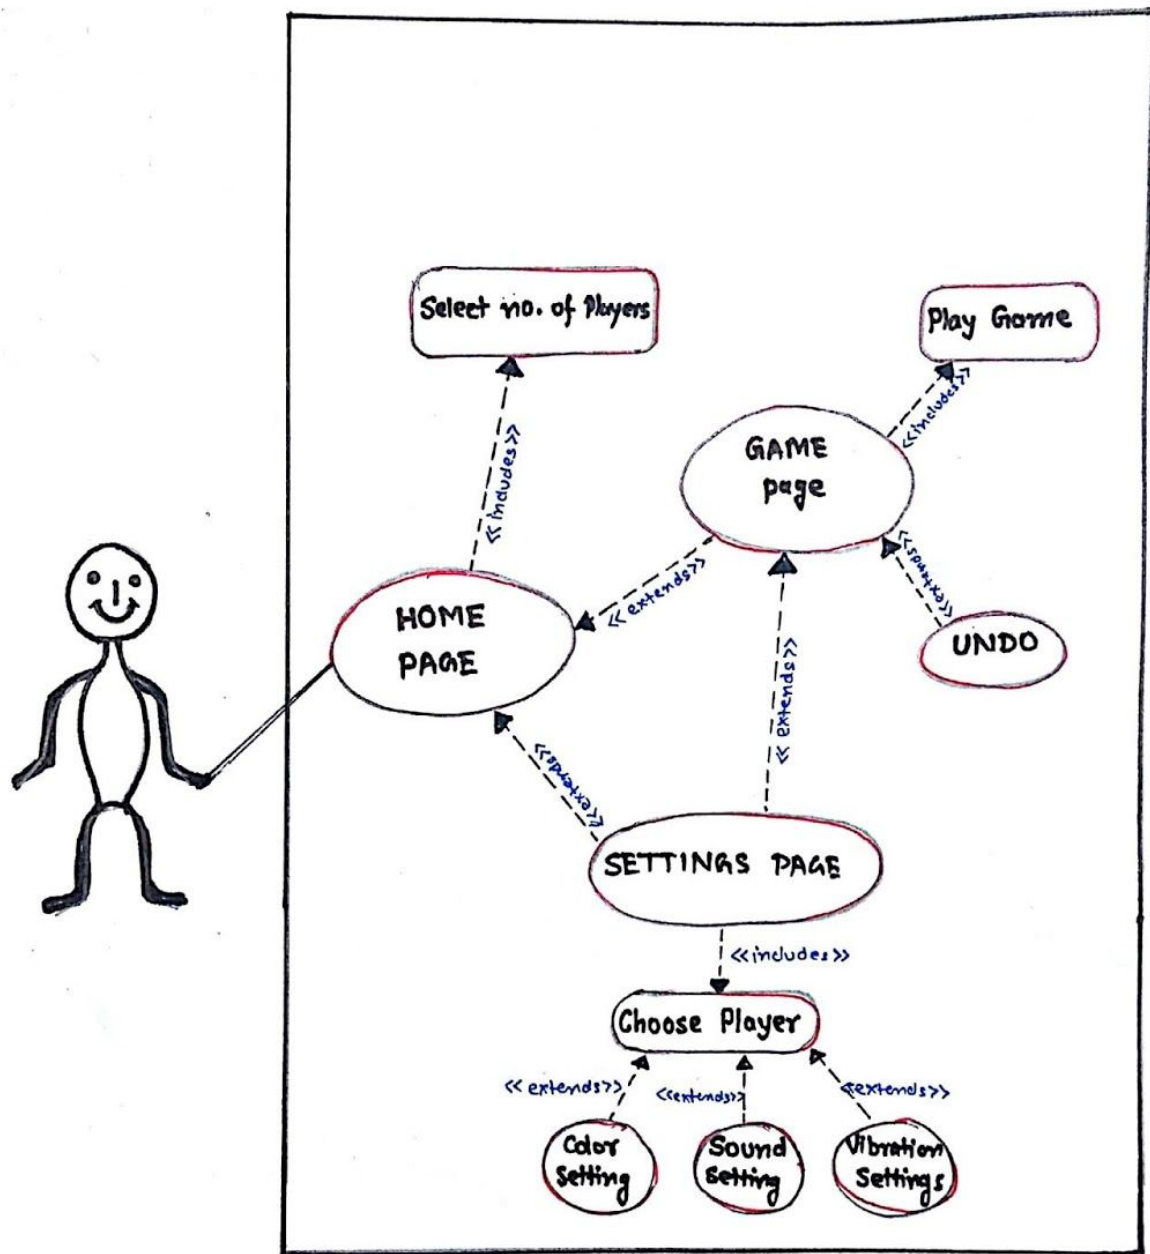 Select no. of Players
Play Game
<<includes>>
<<includes>>
GAME
page
<<extends>>
<<extends>>
HOME
PAGE
UNDO
<<extends>>
<<extends>>
SETTINGS PAGE
<<includes>>
Choose Player
<<extends>>
<<extends>>
<<extends>>
Color
Setting
Sound
Setting
Vibration
Settings